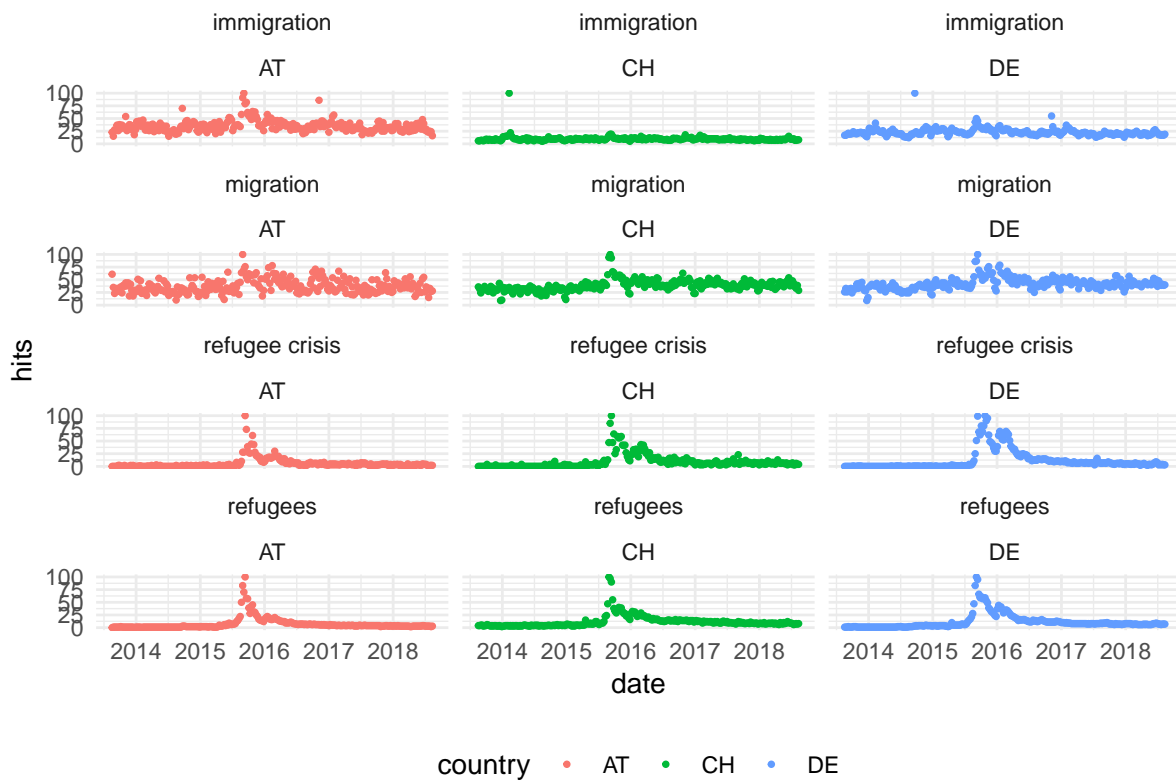 immigration immigration immigration
AT CH DE
100
75
50
25
0
migration migration migration
AT CH DE
100
75
50
25
0
refugee crisis refugee crisis refugee crisis
AT CH DE
100
75
50
25
0
refugees refugees refugees
AT CH DE
100
75
50
25
0
hits
2014 2015 2016 2017 2018 2014 2015 2016 2017 2018 2014 2015 2016 2017 2018
date
country AT CH DE